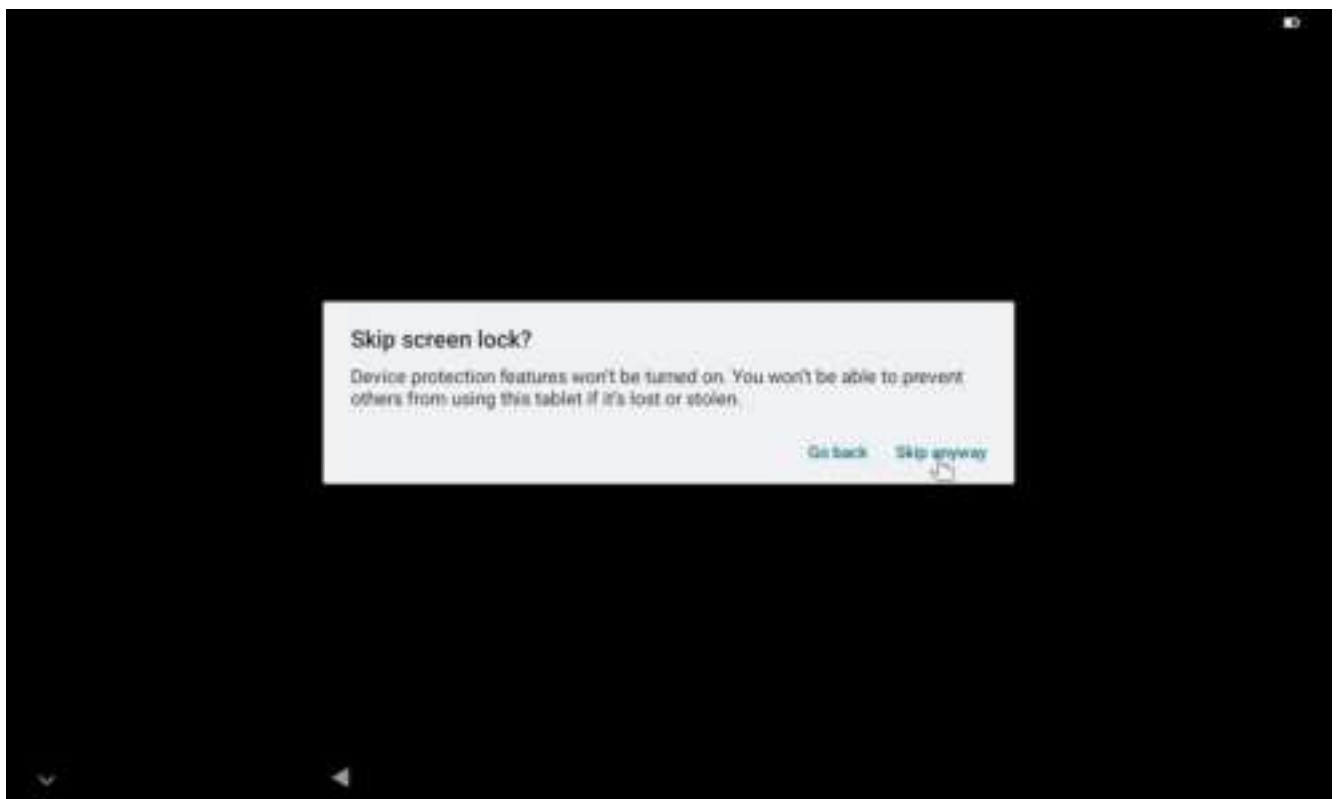 Skip screen lock?
Device protection features won't be turned on. You won't be able to prevent
others from using this tablet if it's lost or stolen.
Go back Skip anyway